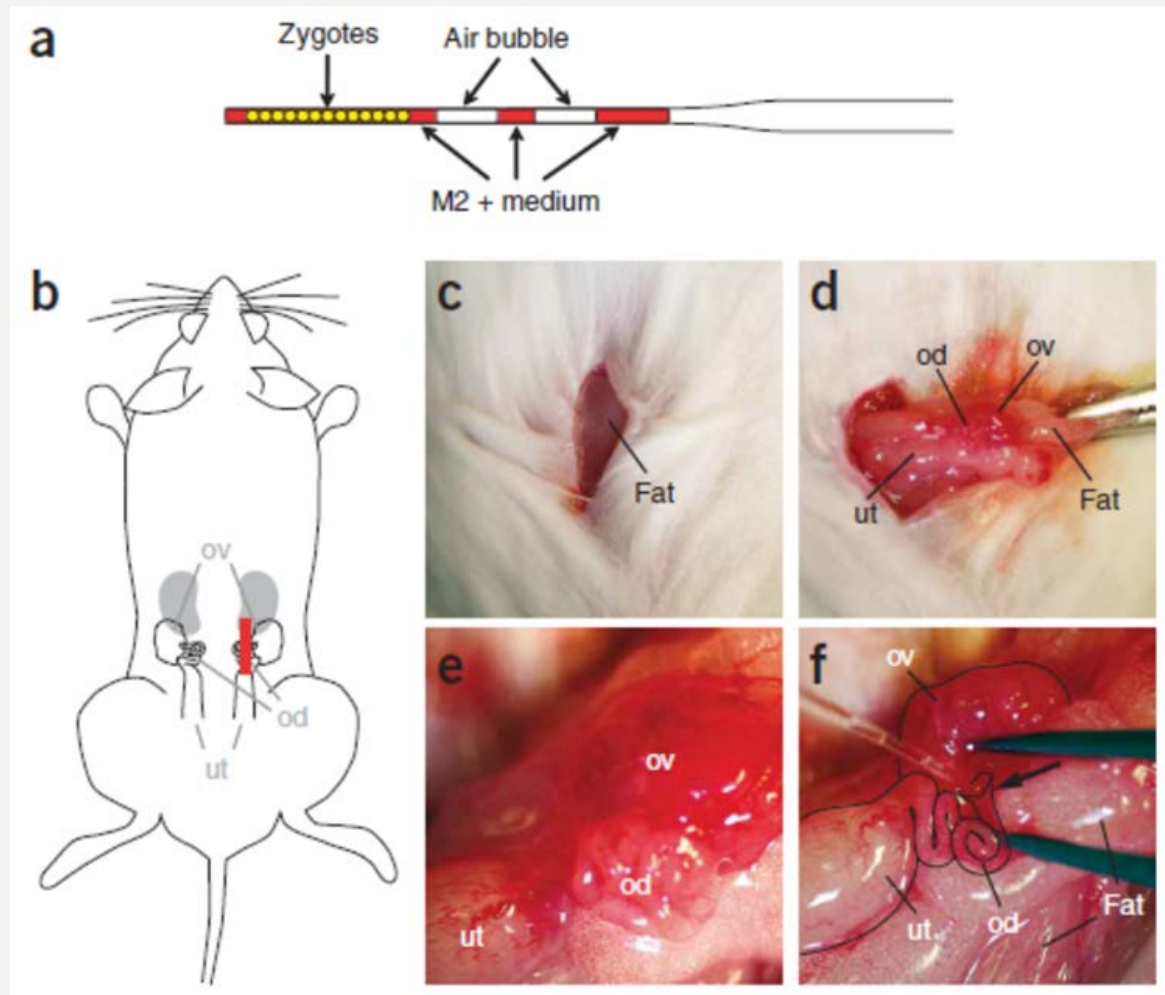 a
Zygotes
Air bubble
M2 + medium
b
ov
od
ut
c
Fat
d
od
ov
ut
Fat
e
ov
od
ut
f
ov
ut
od
Fat